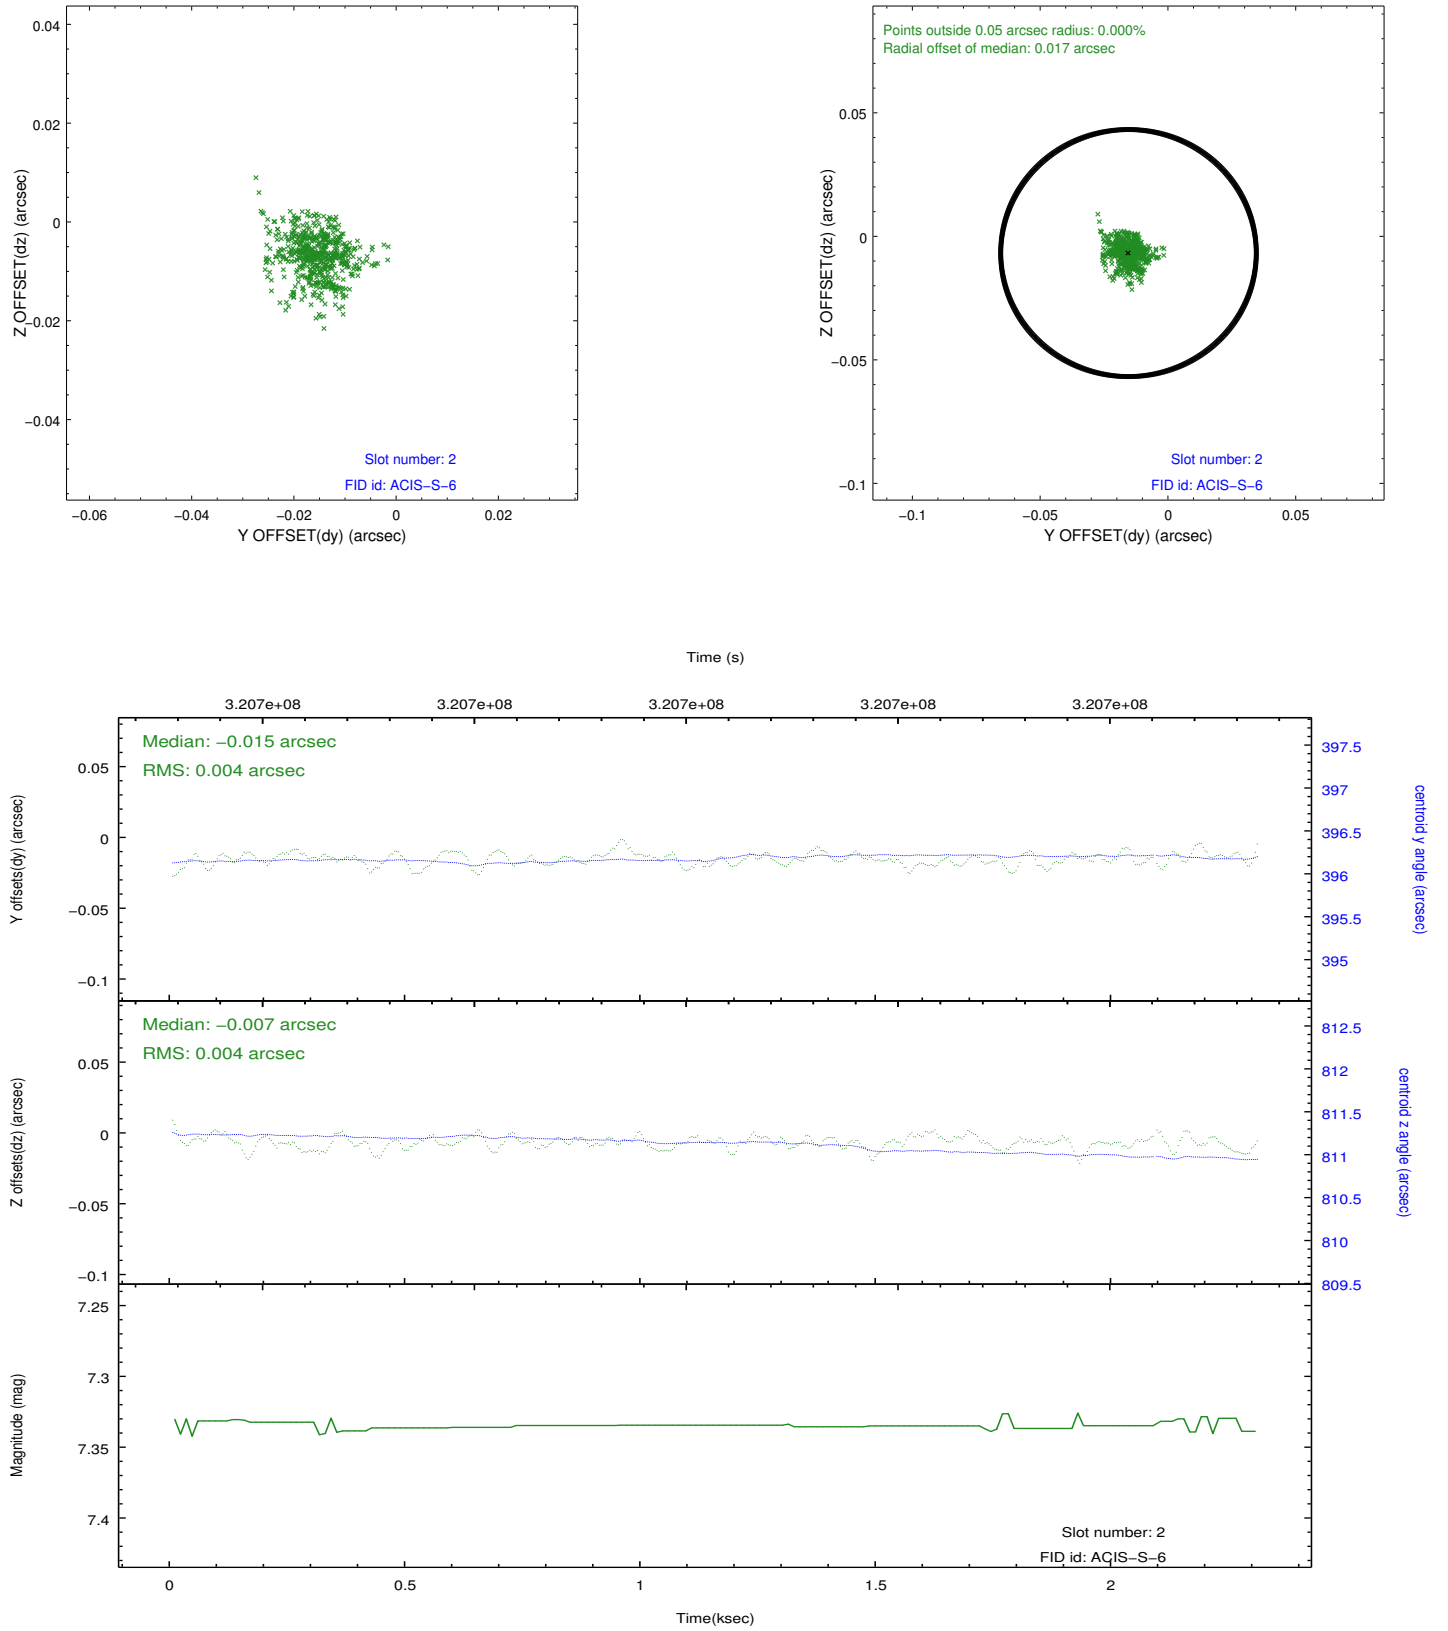 0.04
0.02
0
−0.02
−0.04
Z OFFSET(dz) (arcsec)
Slot number: 2
FID id: ACIS−S−6
−0.06
−0.04
−0.02
0
0.02
Y OFFSET(dy) (arcsec)
Points outside 0.05 arcsec radius: 0.000%
Radial offset of median: 0.017 arcsec
0.05
0
−0.05
−0.1
Z OFFSET(dz) (arcsec)
Slot number: 2
FID id: ACIS−S−6
−0.1
−0.05
0
0.05
Y OFFSET(dy) (arcsec)
Time (s)
3.207e+08
3.207e+08
3.207e+08
3.207e+08
3.207e+08
Median: −0.015 arcsec
RMS: 0.004 arcsec
0.05
0
−0.05
−0.1
Y offsets(dy) (arcsec)
397.5
397
396.5
396
395.5
395
centroid y angle (arcsec)
Median: −0.007 arcsec
RMS: 0.004 arcsec
0.05
0
−0.05
−0.1
Z offsets(dz) (arcsec)
812.5
812
811.5
811
810.5
810
809.5
centroid z angle (arcsec)
7.25
7.3
7.35
7.4
Magnitude (mag)
Slot number: 2
FID id: ACIS−S−6
0
0.5
1
1.5
2
Time(ksec)